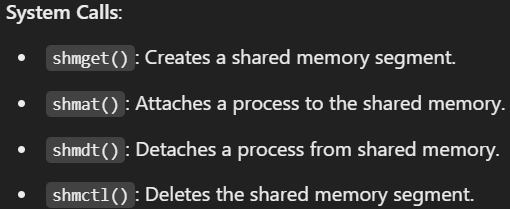 System Calls:
• shmget(): Creates a shared memory segment.
• shmat(): Attaches a process to the shared memory.
• shmdt(): Detaches a process from shared memory.
• shmctl(): Deletes the shared memory segment.